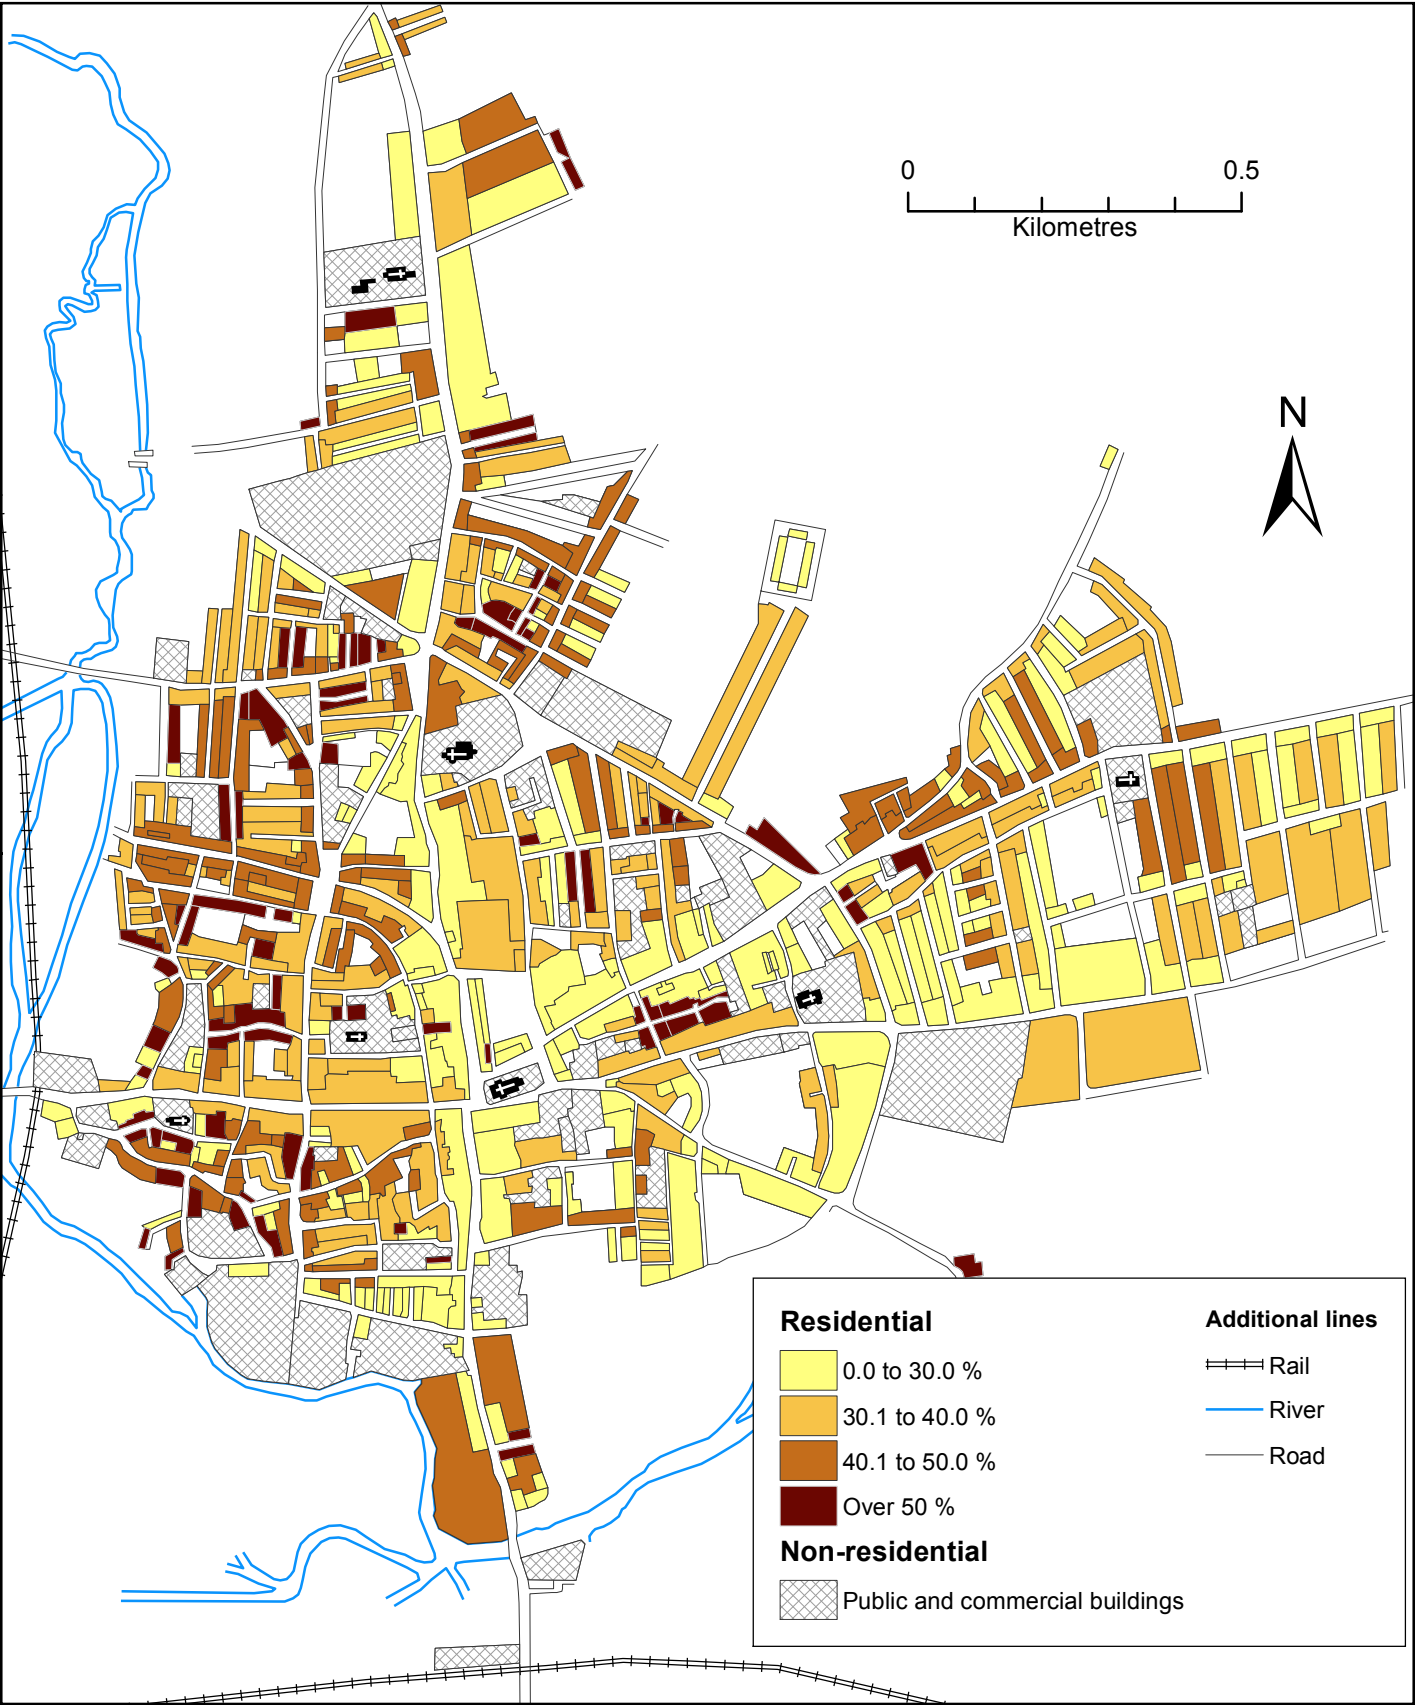 0 0.5
Kilometres
N
Residential
0.0 to 30.0 %
30.1 to 40.0 %
40.1 to 50.0 %
Over 50 %
Non-residential
Public and commercial buildings
Additional lines
Rail
River
Road